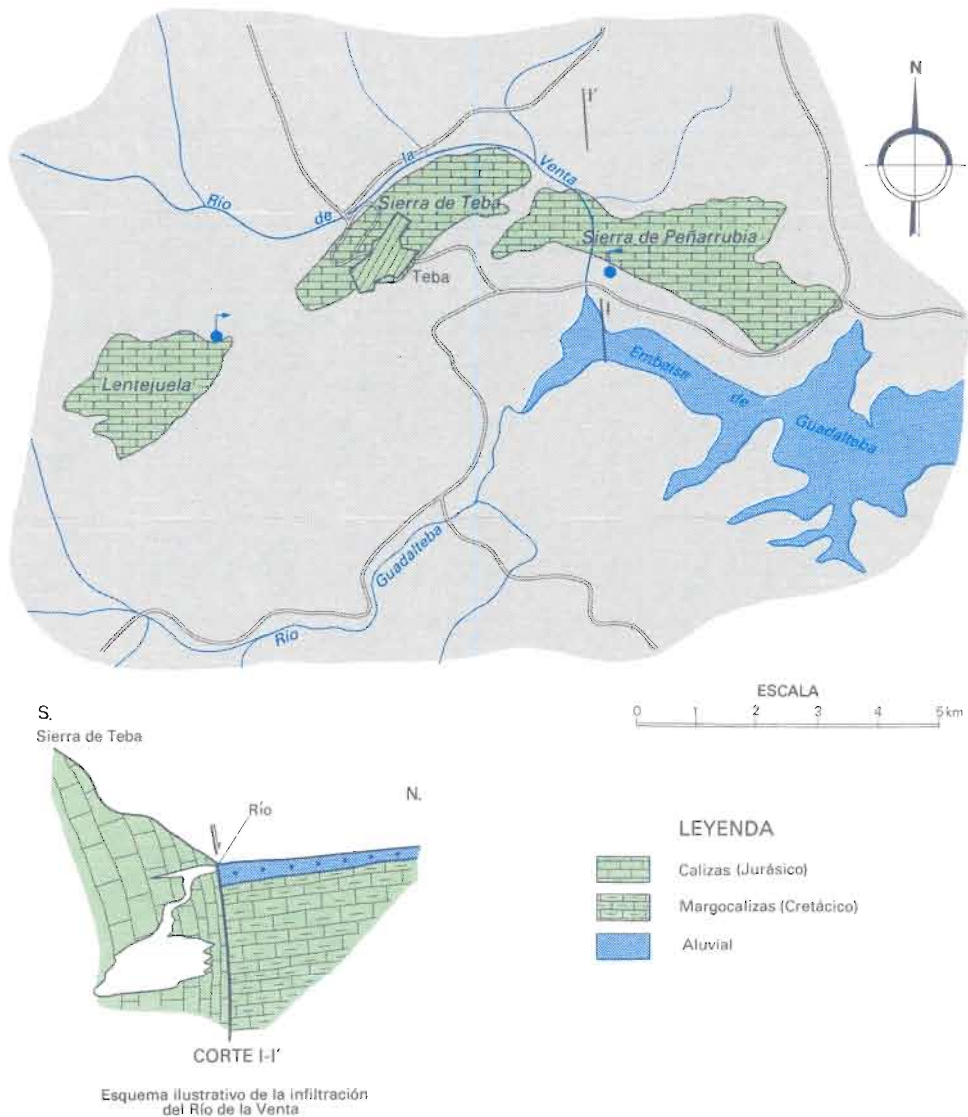 N
I'
Río
de
la
Venta
Sierra de Teba
Sierra de Peñarrubia
Teba
I
Lentejuela
Embalse
de
Guadalteba
Guadalteba
Río
ESCALA
0 1 2 3 4 5 km
S.
Sierra de Teba
Río
N.
CORTE I-I'
Esquema ilustrativo de la infiltración
del Río de la Venta
LEYENDA
Calizas (Jurásico)
Margocalizas (Cretácico)
Aluvial